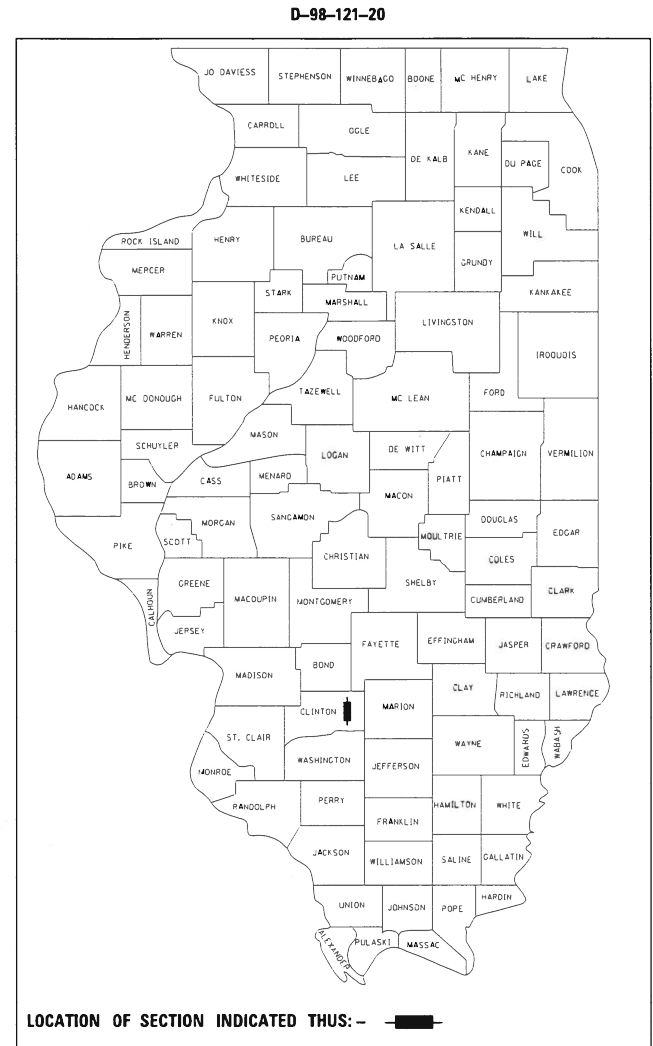 D-98-121-20
JO DAVIESS STEPHENSON WINNEBAGO BOONE MC HENRY LAKE
CARROLL OGLE
DE KALB KANE DU PAGE COOK
WHITESIDE LEE
KENDALL
ROCK ISLAND HENRY BUREAU LA SALLE WILL
GRUNDY
MERCER PUTNAM
STARK MARSHALL KANKAKEE
HENDERSON WARREN KNOX PEORIA WOODFORD LIVINGSTON
IROQUOIS
HANCOCK MC DONOUGH FULTON TAZEWELL MC LEAN FORD
MASON
SCHUYLER LOGAN DE WITT CHAMPAIGN VERMILION
ADAMS BROWN CASS MENARD PIATT
MACON
MORGAN SANGAMON DOUGLAS
PIKE SCOTT CHRISTIAN MOULTRIE EDGAR
COLES
GREENE SHELBY
CALHOUN MACOUPIN MONTGOMERY CUMBERLAND CLARK
JERSEY
FAYETTE EFFINGHAM JASPER CRAWFORD
MADISON BOND
CLAY RICHLAND LAWRENCE
CLINTON MARION
ST. CLAIR WAYNE EDWARDS WABASH
MONROE WASHINGTON JEFFERSON
RANDOLPH PERRY HAMILTON WHITE
FRANKLIN
JACKSON WILLIAMSON SALINE GALLATIN
UNION JOHNSON POPE HARDIN
ALEXANDER PULASKI MASSAC
LOCATION OF SECTION INDICATED THUS: -